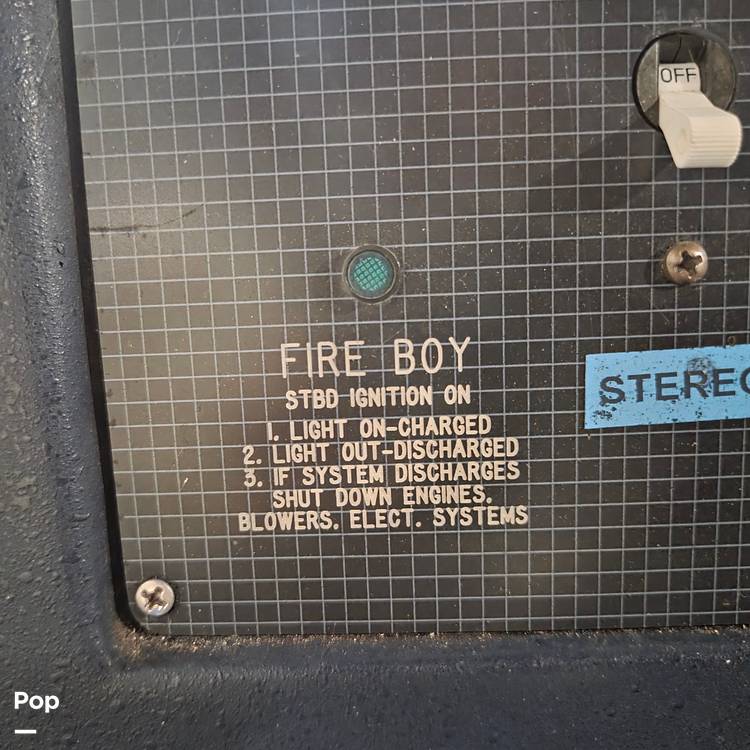 OFF
FIRE BOY
STEREO
STBD IGNITION ON
1. LIGHT ON-CHARGED
2. LIGHT OUT-DISCHARGED
3. IF SYSTEM DISCHARGES
SHUT DOWN ENGINES.
BLOWERS. ELECT. SYSTEMS
Pop